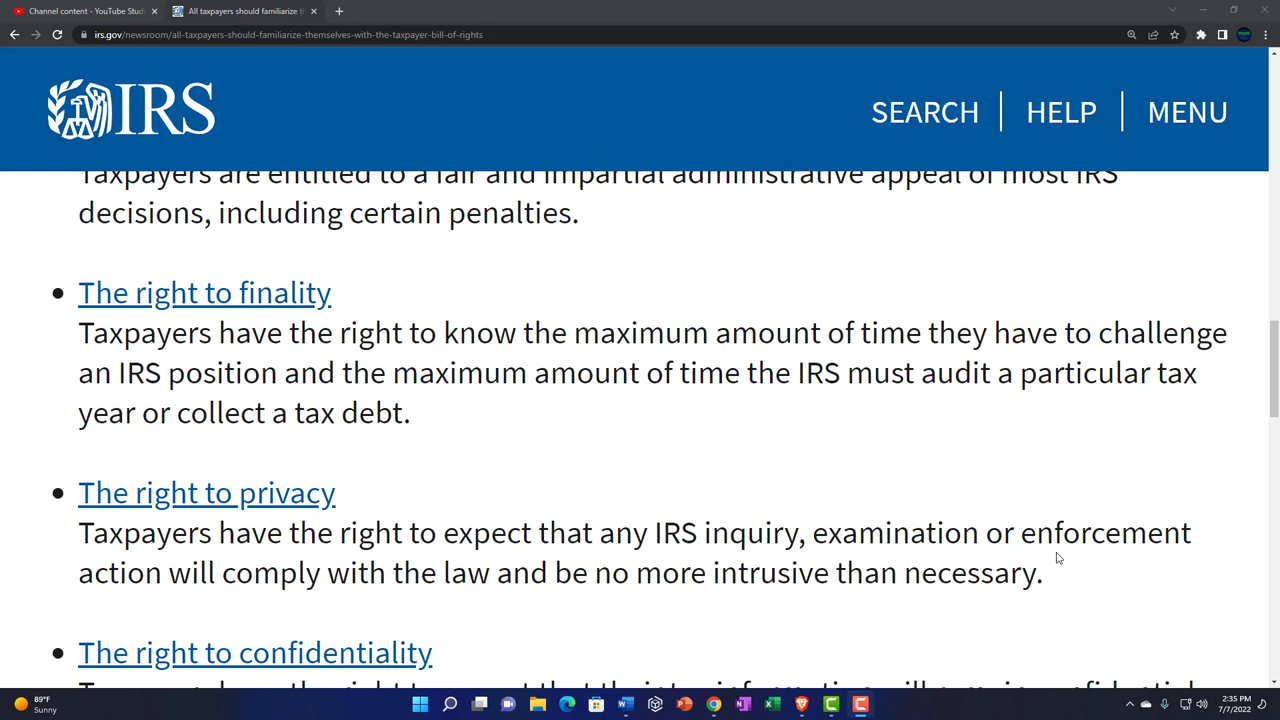 Channel content - YouTube Studi
All taxpayers should familiarize th
irs.gov/newsroom/all-taxpayers-should-familiarize-themselves-with-the-taxpayer-bill-of-rights
IRS
SEARCH
HELP
MENU
Taxpayers are entitled to a fair and impartial administrative appeal of most IRS
decisions, including certain penalties.
The right to finality
Taxpayers have the right to know the maximum amount of time they have to challenge
an IRS position and the maximum amount of time the IRS must audit a particular tax
year or collect a tax debt.
The right to privacy
Taxpayers have the right to expect that any IRS inquiry, examination or enforcement
action will comply with the law and be no more intrusive than necessary.
The right to confidentiality
89°F
Sunny
2:35 PM
7/7/2022